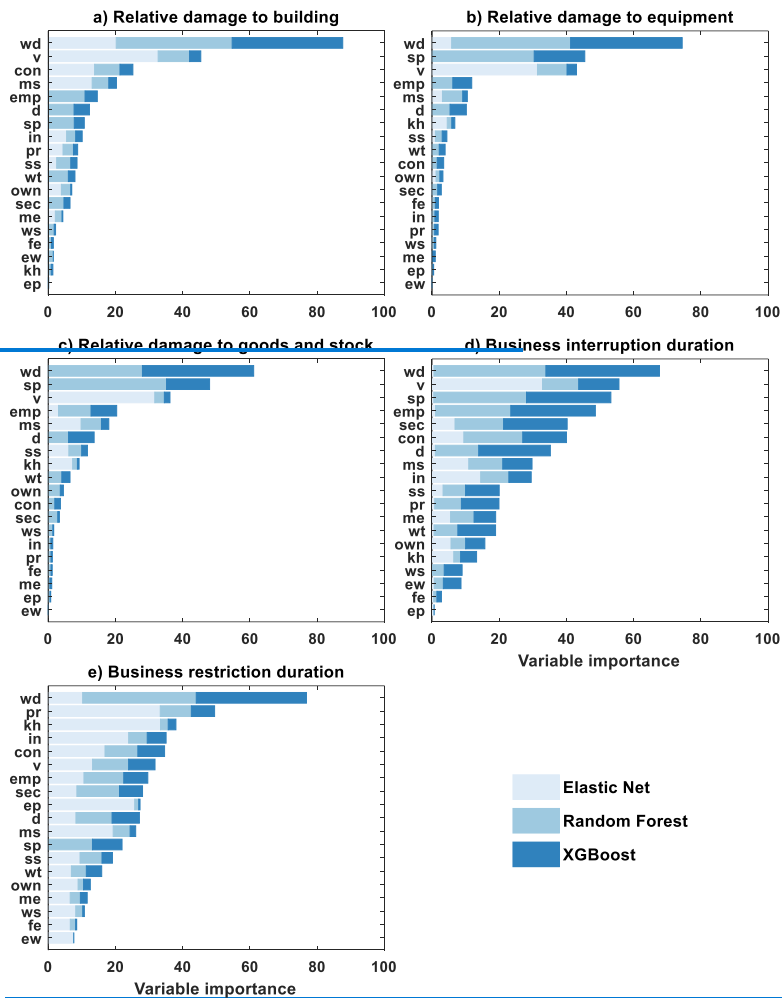 a) Relative damage to building
wd
v
con
ms
emp
d
sp
in
pr
ss
wt
own
sec
me
ws
fe
ew
kh
ep
0 20 40 60 80 100
b) Relative damage to equipment
wd
sp
v
emp
ms
d
kh
ss
wt
con
own
sec
fe
in
pr
ws
me
ep
ew
0 20 40 60 80 100
c) Relative damage to goods and stock
wd
sp
v
emp
ms
d
ss
kh
wt
own
con
sec
ws
in
pr
fe
me
ep
ew
0 20 40 60 80 100
d) Business interruption duration
wd
v
sp
emp
sec
con
d
ms
in
ss
pr
me
wt
own
kh
ws
ew
fe
ep
0 20 40 60 80 100
Variable importance
e) Business restriction duration
wd
pr
kh
in
con
v
emp
sec
ep
d
ms
sp
ss
wt
own
me
ws
fe
ew
0 20 40 60 80 100
Variable importance
Elastic Net
Random Forest
XGBoost